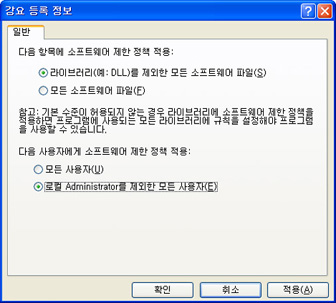 강요 등록 정보
일반
다음 항목에 소프트웨어 제한 정책 적용:
라이브러리(예: DLL)를 제외한 모든 소프트웨어 파일(S)
모든 소프트웨어 파일(F)
참고: 기본 수준이 허용되지 않는 경우 라이브러리에 소프트웨어 제한 정책을
적용하면 프로그램에 사용되는 모든 라이브러리에 규칙을 설정해야 프로그램
을 사용할 수 있습니다.
다음 사용자에게 소프트웨어 제한 정책 적용:
모든 사용자(U)
로컬 Administrator를 제외한 모든 사용자(E)
확인
취소
적용(A)